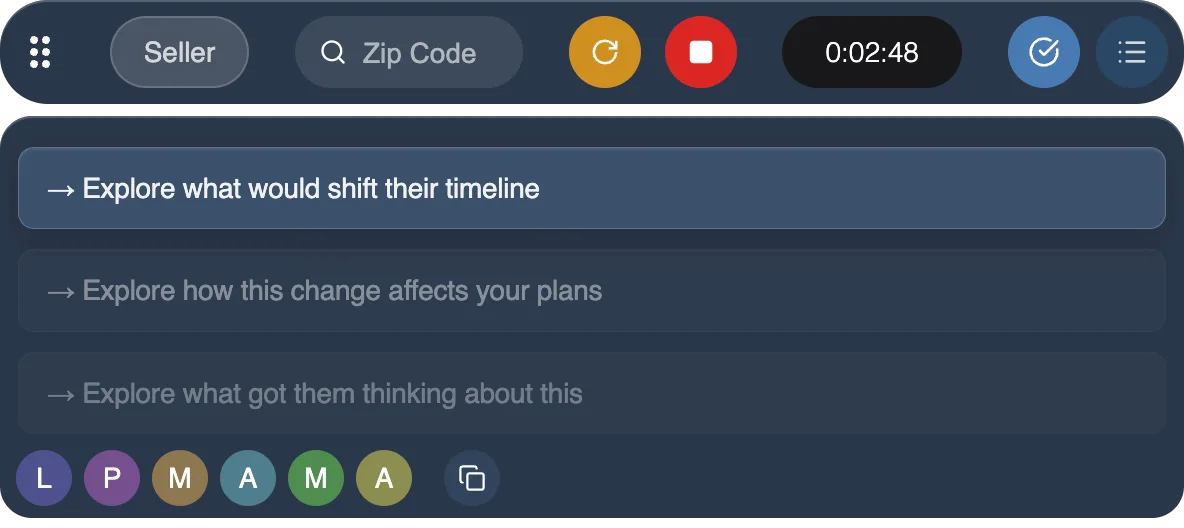 Seller
Zip Code
0:02:48
→ Explore what would shift their timeline
→ Explore how this change affects your plans
→ Explore what got them thinking about this
L P M A M A